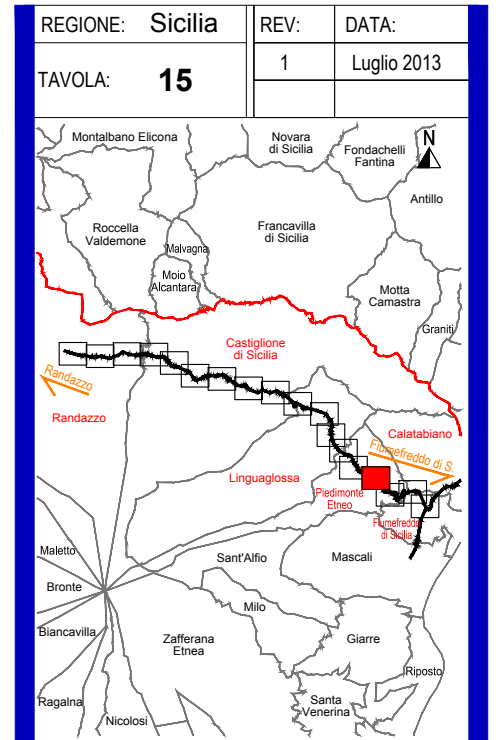 REGIONE: Sicilia
REV:
DATA:
TAVOLA: 15
1
Luglio 2013
Montalbano Elicona
Novara
di Sicilia
Fondachelli
Fantina
N
Antillo
Roccella
Valdemone
Malvagna
Francavilla
di Sicilia
Moio
Alcantara
Motta
Camastra
Graniti
Castiglione
di Sicilia
Randazzo
Randazzo
Calatabiano
Fiumefreddo di S.
Linguaglossa
Piedimonte
Etneo
Fiumefreddo
di Sicilia
Maletto
Sant'Alfio
Mascali
Bronte
Milo
Biancavilla
Zafferana
Etnea
Giarre
Riposto
Ragalna
Santa
Venerina
Nicolosi